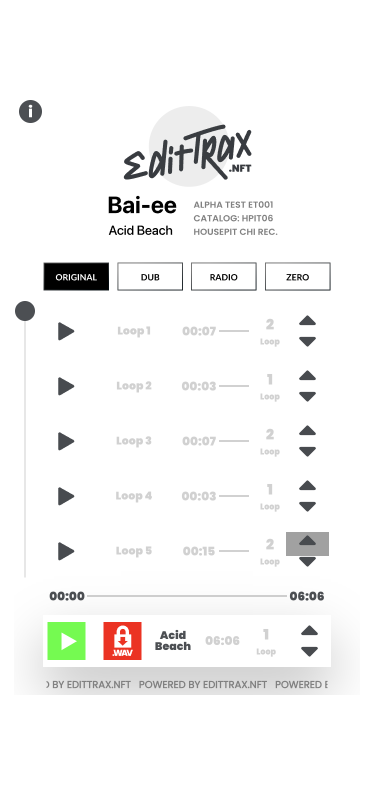 i
EditTrax
.NFT
Bai-ee
Acid Beach
ALPHA TEST ET001
CATALOG: HPIT06
HOUSEPIT CHI REC.
ORIGINAL DUB RADIO ZERO
Loop 1 00:07 2 Loop
Loop 2 00:03 1 Loop
Loop 3 00:07 2 Loop
Loop 4 00:03 1 Loop
Loop 5 00:15 2 Loop
00:00 06:06
.WAV
Acid
Beach
06:06
1
Loop
BY EDITTRAX.NFT POWERED BY EDITTRAX.NFT POWERED